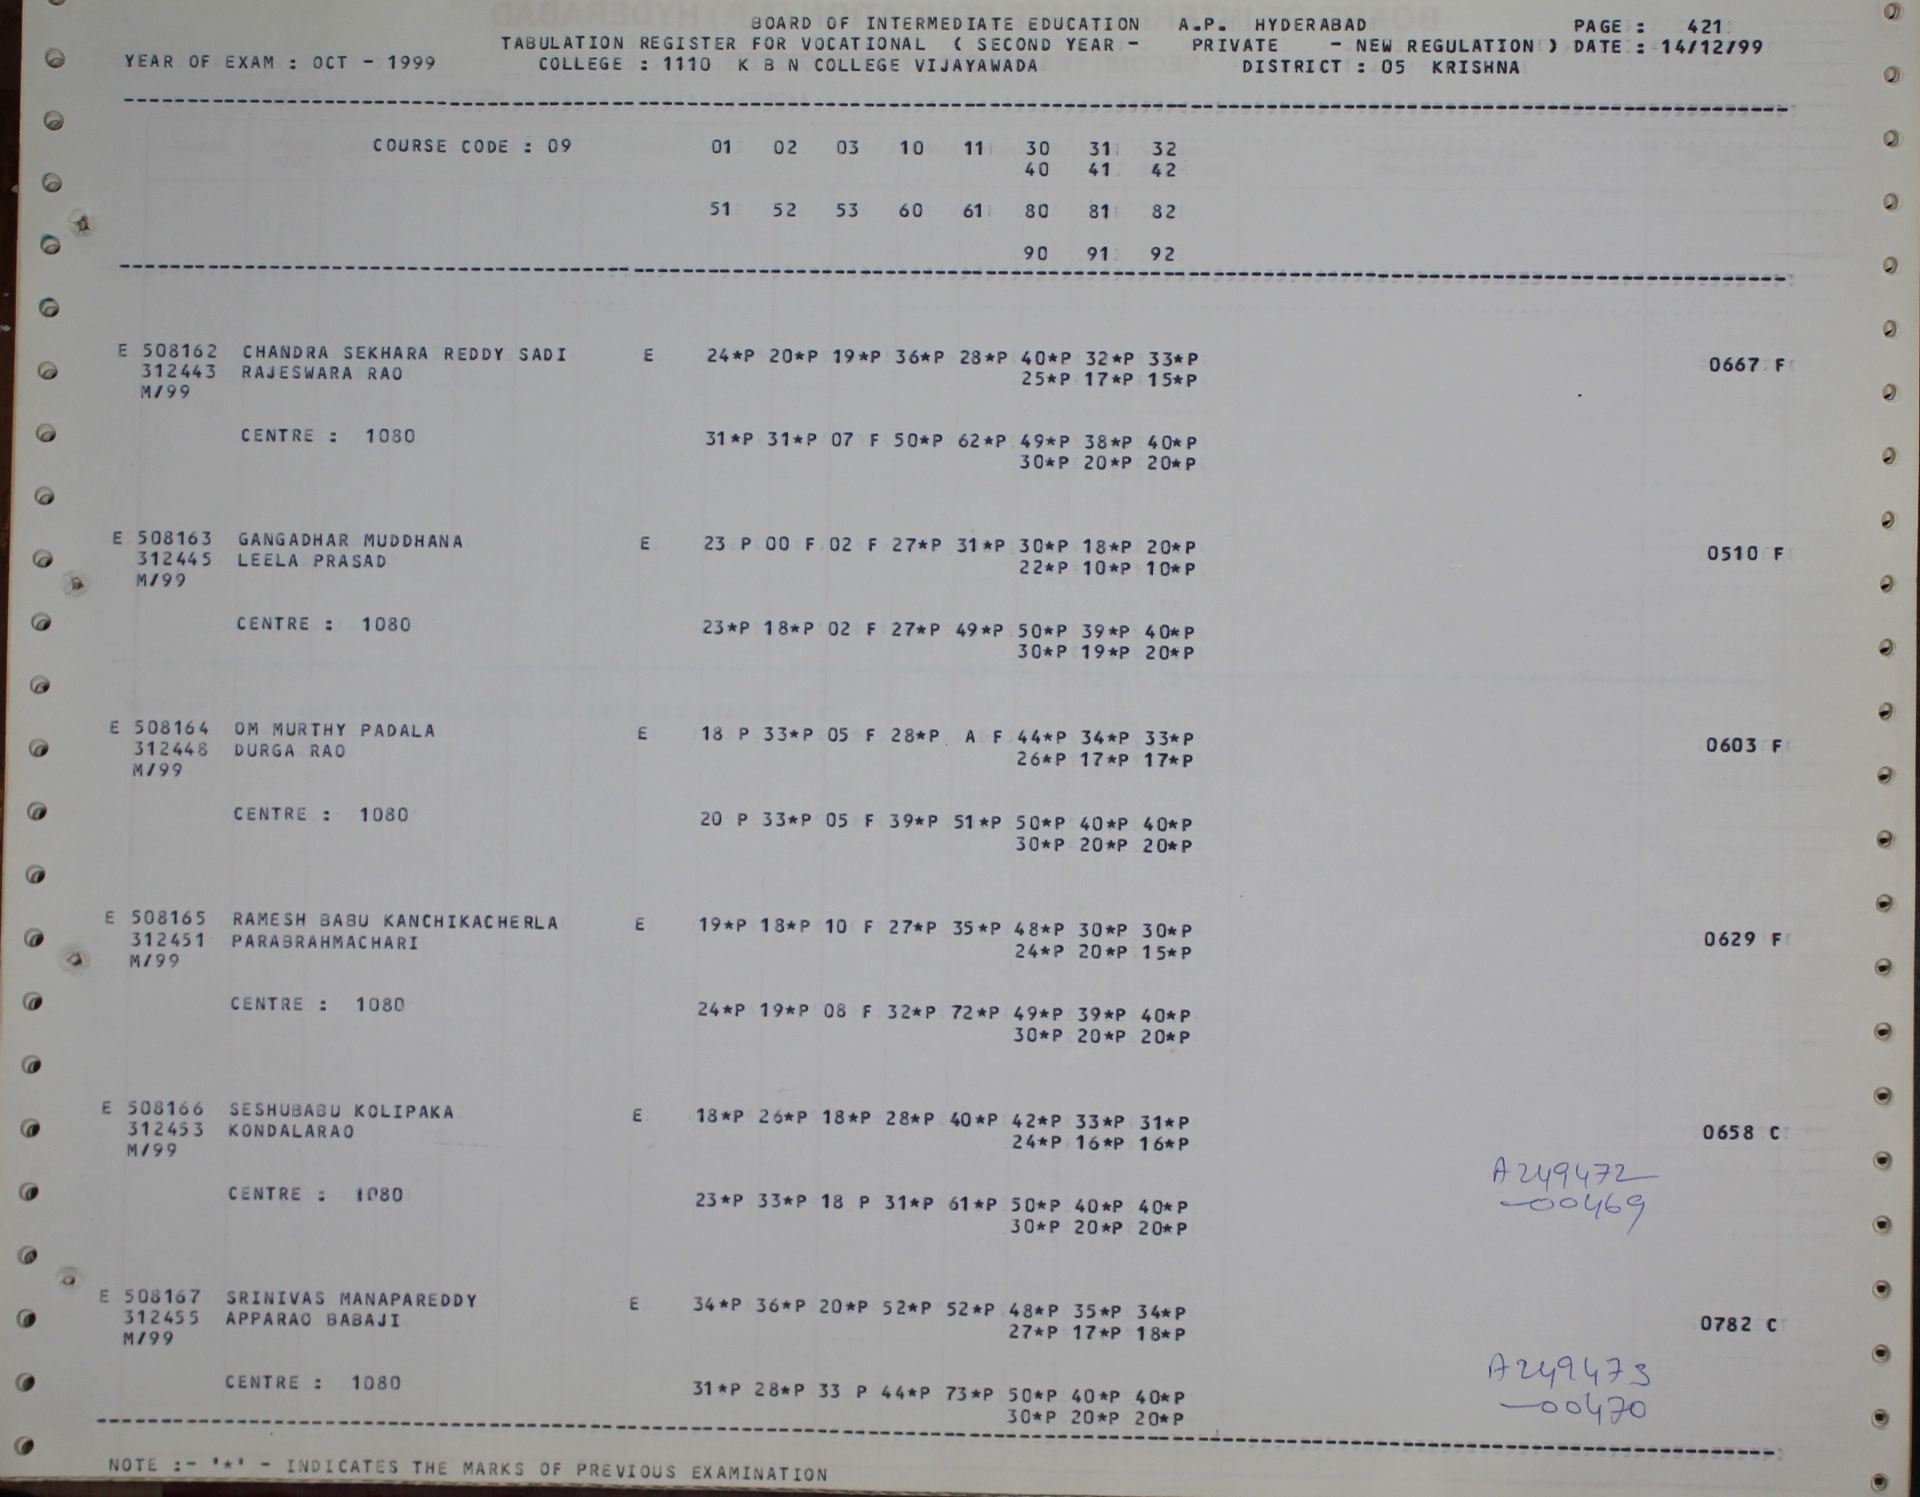 BOARD OF INTERMEDIATE EDUCATION A.P. HYDERABAD PAGE : 421
TABULATION REGISTER FOR VOCATIONAL ( SECOND YEAR - PRIVATE - NEW REGULATION ) DATE : 14/12/99
YEAR OF EXAM : OCT - 1999 COLLEGE : 1110 K B N COLLEGE VIJAYAWADA DISTRICT : 05 KRISHNA
COURSE CODE : 09 01 02 03 10 11 30 31 32
40 41 42
51 52 53 60 61 80 81 82
90 91 92
E 508162 CHANDRA SEKHARA REDDY SADI E 24*P 20*P 19*P 36*P 28*P 40*P 32*P 33*P 0667 F
312443 RAJESWARA RAO 25*P 17*P 15*P
M/99
CENTRE : 1080 31*P 31*P 07 F 50*P 62*P 49*P 38*P 40*P
30*P 20*P 20*P
E 508163 GANGADHAR MUDDHANA E 23 P 00 F 02 F 27*P 31*P 30*P 18*P 20*P 0510 F
312445 LEELA PRASAD 22*P 10*P 10*P
M/99
CENTRE : 1080 23*P 18*P 02 F 27*P 49*P 50*P 39*P 40*P
30*P 19*P 20*P
E 508164 OM MURTHY PADALA E 18 P 33*P 05 F 28*P A F 44*P 34*P 33*P 0603 F
312448 DURGA RAO 26*P 17*P 17*P
M/99
CENTRE : 1080 20 P 33*P 05 F 39*P 51*P 50*P 40*P 40*P
30*P 20*P 20*P
E 508165 RAMESH BABU KANCHIKACHERLA E 19*P 18*P 10 F 27*P 35*P 48*P 30*P 30*P 0629 F
312451 PARABRAHMACHARI 24*P 20*P 15*P
M/99
CENTRE : 1080 24*P 19*P 08 F 32*P 72*P 49*P 39*P 40*P
30*P 20*P 20*P
E 508166 SESHUBABU KOLIPAKA E 18*P 26*P 18*P 28*P 40*P 42*P 33*P 31*P 0658 C
312453 KONDALARAO 24*P 16*P 16*P
M/99
A249472
CENTRE : 1080 23*P 33*P 18 P 31*P 61*P 50*P 40*P 40*P
-00469
30*P 20*P 20*P
E 508167 SRINIVAS MANAPAREDDY E 34*P 36*P 20*P 52*P 52*P 48*P 35*P 34*P 0782 C
312455 APPARAO BABAJI 27*P 17*P 18*P
M/99
A249473
CENTRE : 1080 31*P 28*P 33 P 44*P 73*P 50*P 40*P 40*P
-00470
30*P 20*P 20*P
NOTE :- '*' - INDICATES THE MARKS OF PREVIOUS EXAMINATION